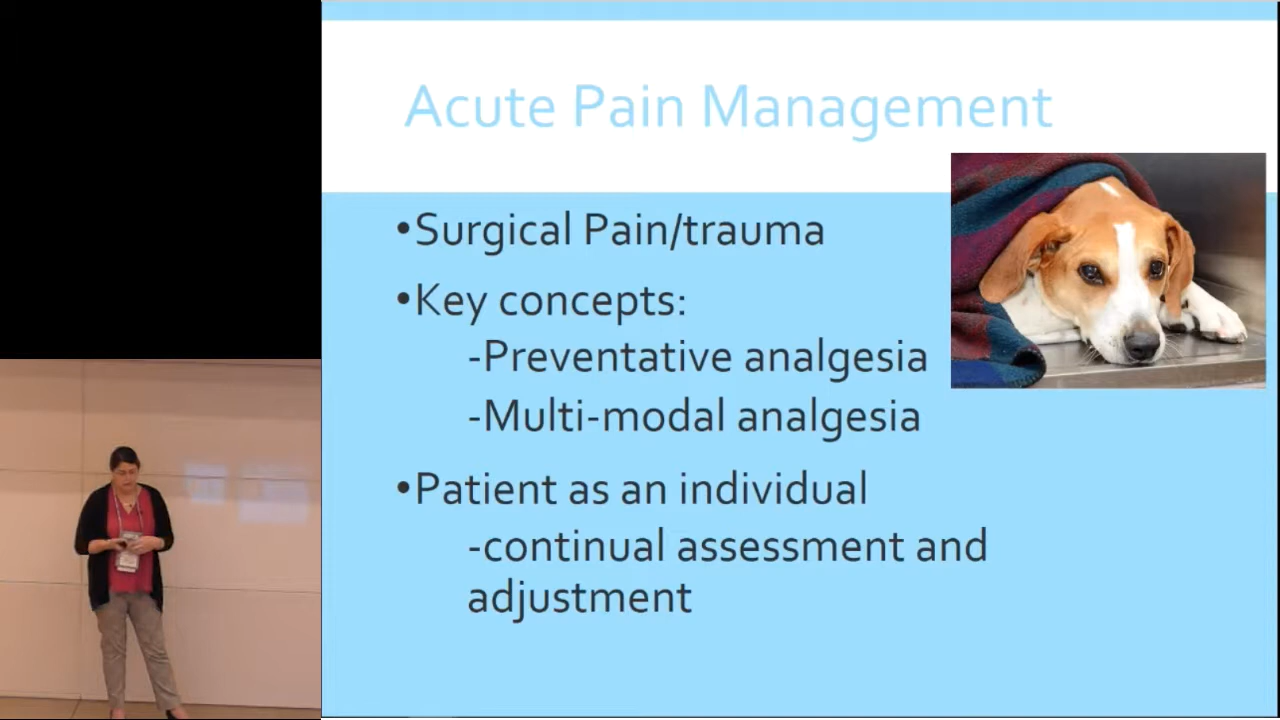 Acute Pain Management
•Surgical Pain/trauma
•Key concepts:
-Preventative analgesia
-Multi-modal analgesia
•Patient as an individual
-continual assessment and
adjustment